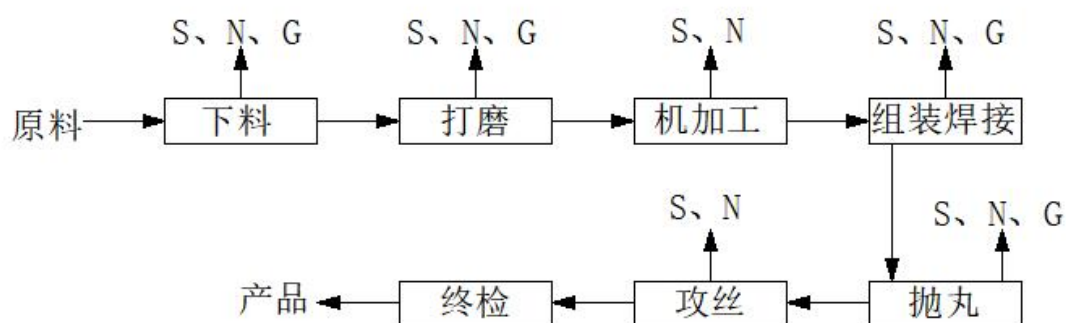 S、N、G S、N、G S、N S、N、G
原料 下料 打磨 机加工 组装焊接
S、N S、N、G
产品 终检 攻丝 抛丸